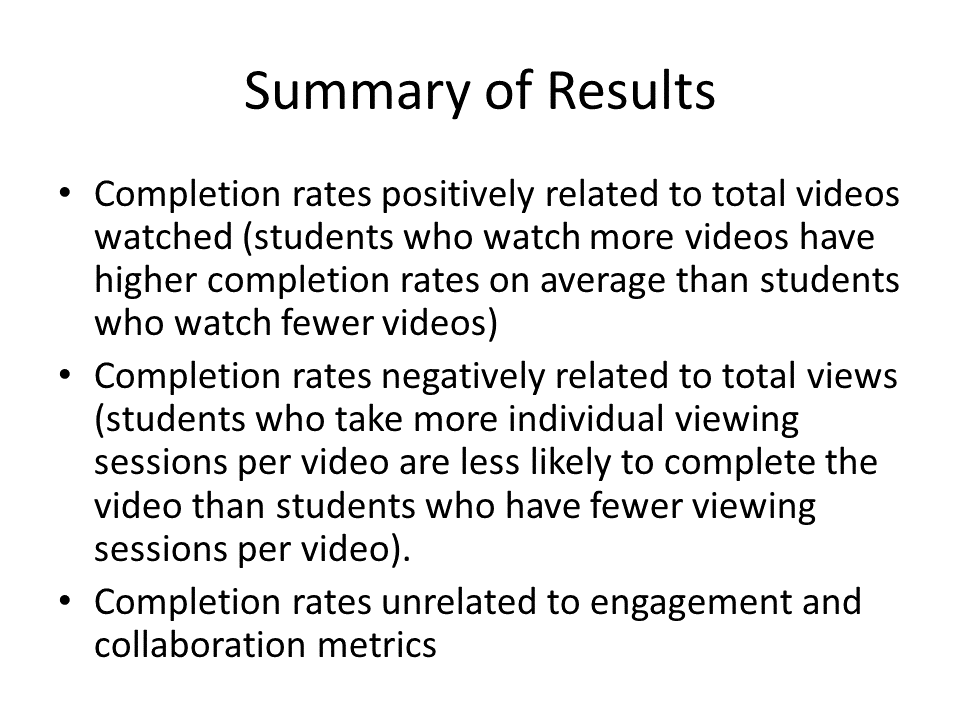 Summary of Results
• Completion rates positively related to total videos
watched (students who watch more videos have
higher completion rates on average than students
who watch fewer videos)
• Completion rates negatively related to total views
(students who take more individual viewing
sessions per video are less likely to complete the
video than students who have fewer viewing
sessions per video).
• Completion rates unrelated to engagement and
collaboration metrics